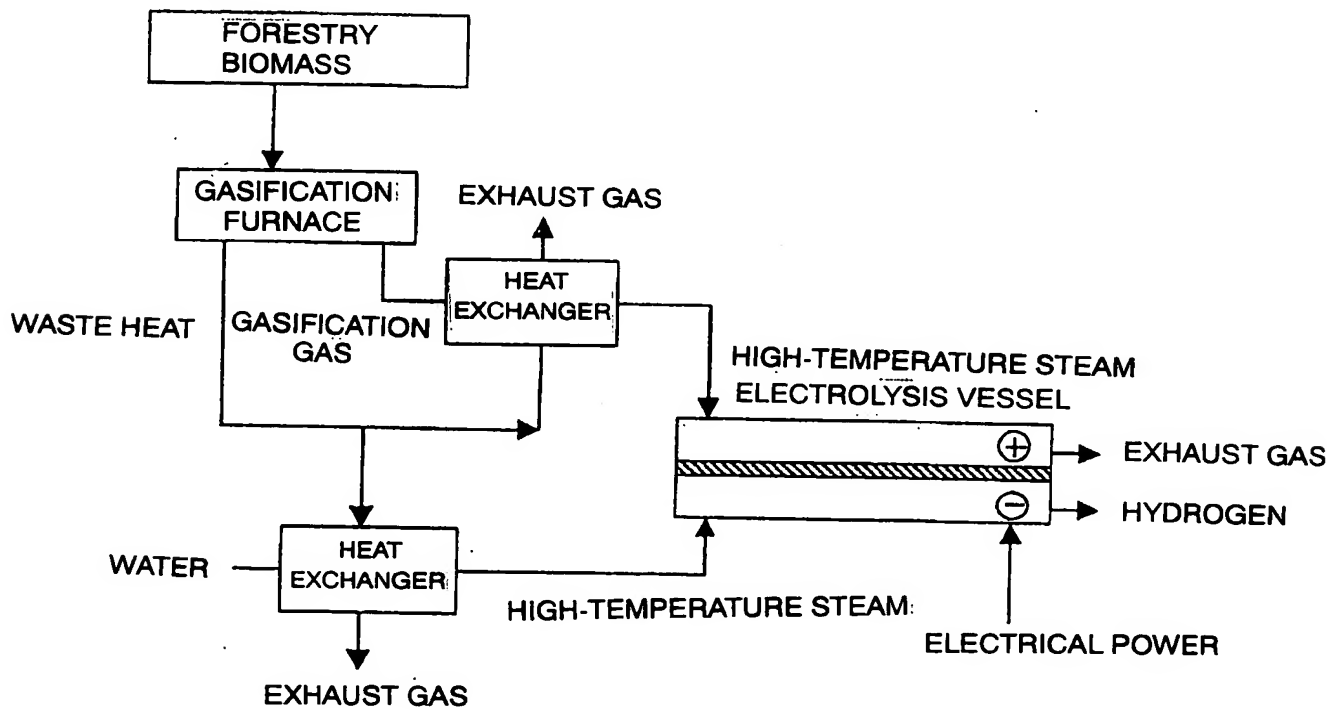 FORESTRY
BIOMASS
GASIFICATION
FURNACE
EXHAUST GAS
HEAT
EXCHANGER
WASTE HEAT
GASIFICATION
GAS
HIGH-TEMPERATURE STEAM
ELECTROLYSIS VESSEL
+
EXHAUST GAS
−
HYDROGEN
WATER
HEAT
EXCHANGER
HIGH-TEMPERATURE STEAM
ELECTRICAL POWER
EXHAUST GAS